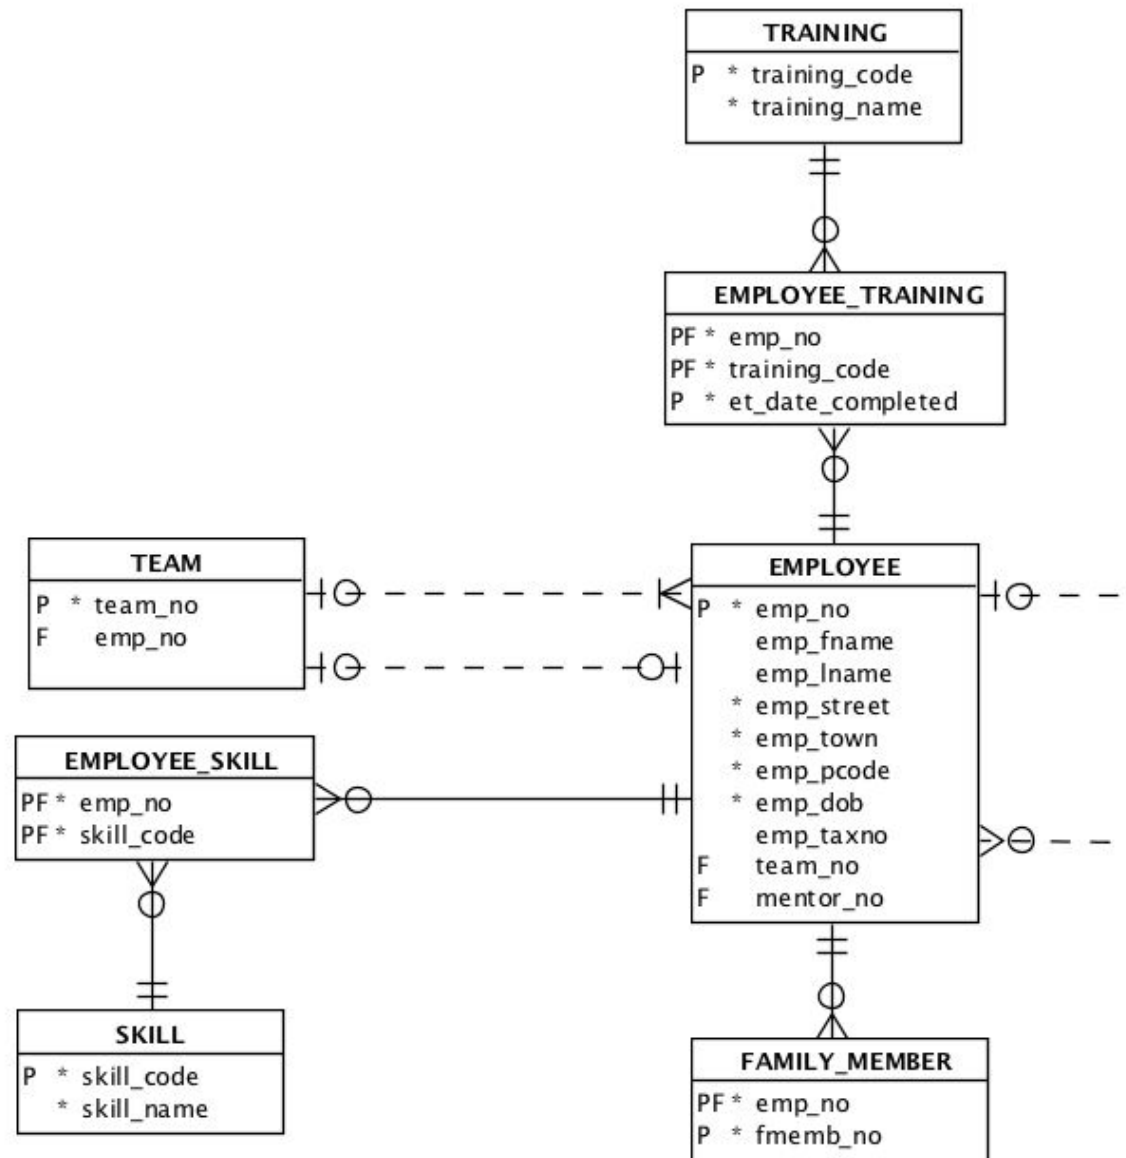 TRAINING
P * training_code
* training_name
EMPLOYEE_TRAINING
PF * emp_no
PF * training_code
P * et_date_completed
TEAM
P * team_no
F emp_no
EMPLOYEE
P * emp_no
emp_fname
emp_lname
* emp_street
* emp_town
* emp_pcode
* emp_dob
emp_taxno
F team_no
F mentor_no
EMPLOYEE_SKILL
PF * emp_no
PF * skill_code
SKILL
P * skill_code
* skill_name
FAMILY_MEMBER
PF * emp_no
P * fmemb_no